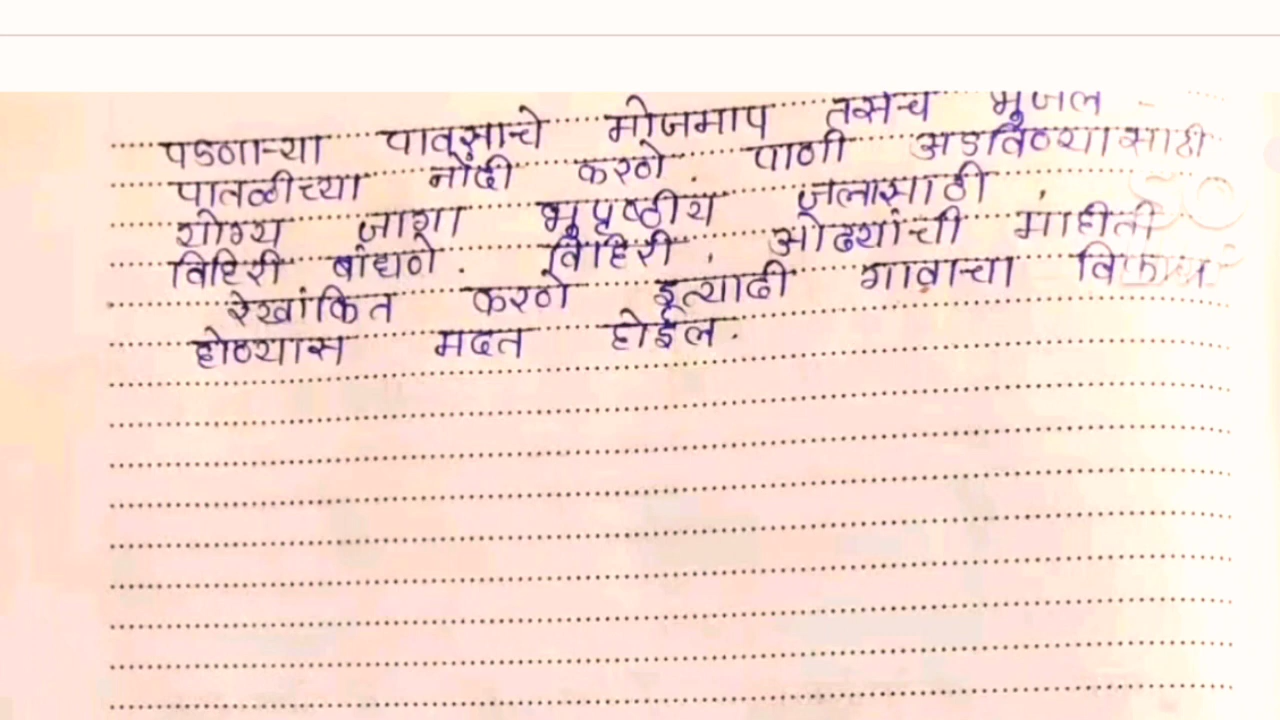 पडणाऱ्या पावसाचे मोजमाप तसेच भूजल -
पातळीच्या नोंदी करणे. पाणी अडविण्यासाठी
योग्य जाशा भूपृष्ठीय जलासाठी
विहिरी बांधणे. विहिरी, ओढ्यांची मांहीती
रेखांकित करणे इत्यादी गावाचा विकास
होण्यास मदत होईल.